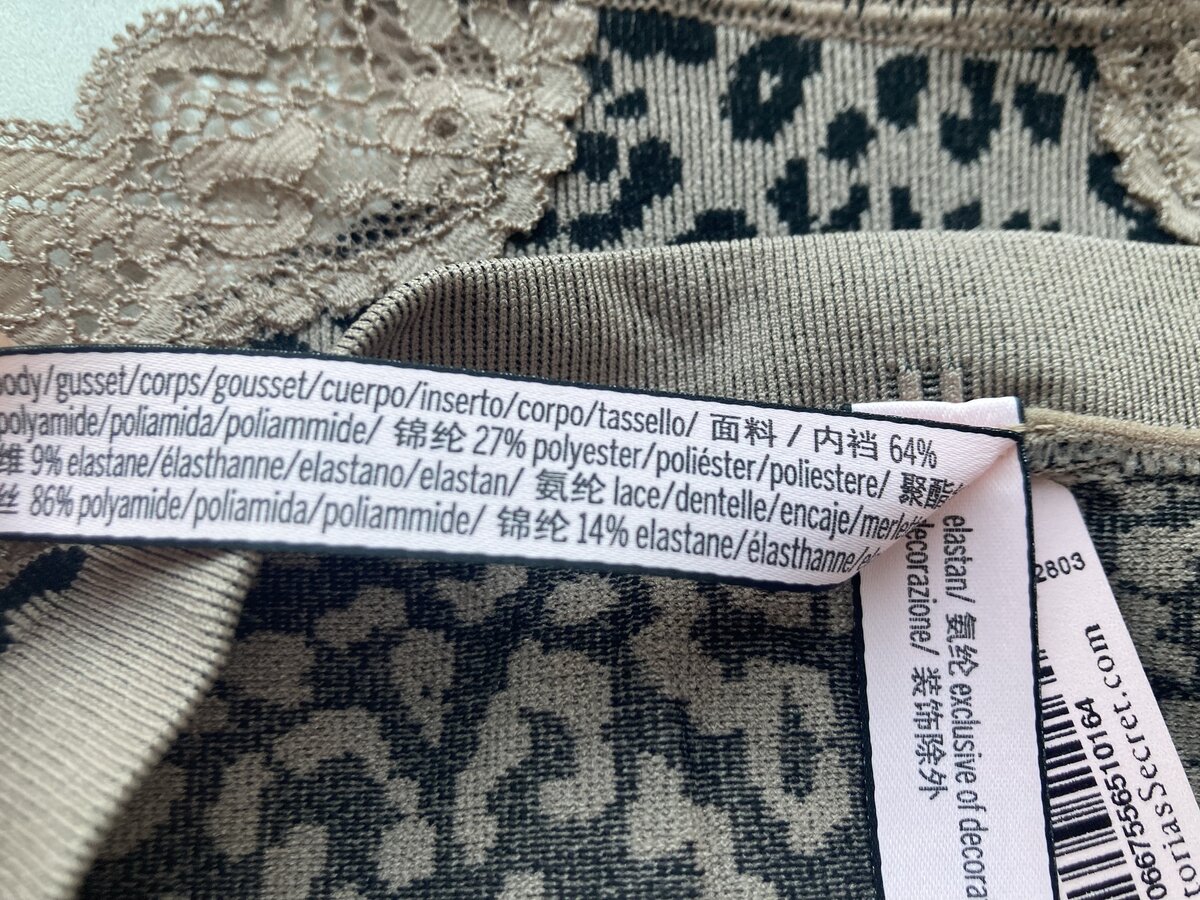 body/gusset/corps/gousset/cuerpo/inserto/corpo/tassello/ 面料 / 内裆 64%
polyamide/poliamida/poliammide/ 锦纶 27% polyester/poliéster/poliestere/ 聚酯
维 9% elastane/élasthanne/elastano/elastan/ 氨纶 lace/dentelle/encaje/merletto
丝 86% polyamide/poliamida/poliammide/ 锦纶 14% elastane/élasthanne/
elastan/ 氨纶 exclusive of decora
decorazione/ 装饰除外
2803
0667555656510164
toriasSecret.com